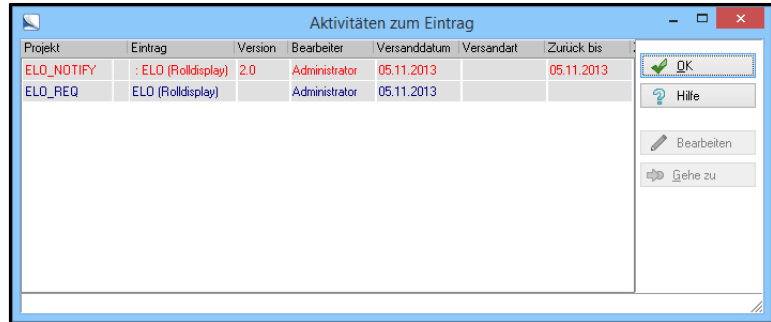 Aktivitäten zum Eintrag
Projekt Eintrag Version Bearbeiter Versanddatum Versandart Zurück bis
ELO_NOTIFY : ELO (Rolldisplay) 2.0 Administrator 05.11.2013 05.11.2013
ELO_REQ ELO (Rolldisplay) Administrator 05.11.2013
OK
Hilfe
Bearbeiten
Gehe zu